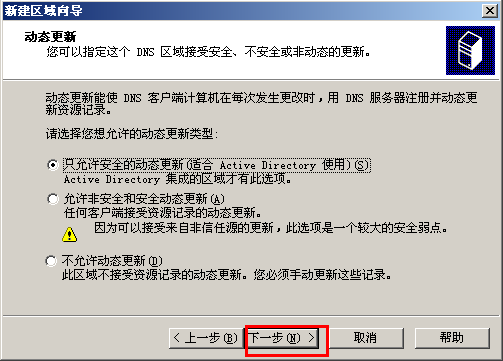 新建区域向导
动态更新
您可以指定这个 DNS 区域接受安全、不安全或非动态的更新。
动态更新能使 DNS 客户端计算机在每次发生更改时，用 DNS 服务器注册并动态更
新资源记录。
请选择您想允许的动态更新类型:
只允许安全的动态更新(适合 Active Directory 使用)(S)
Active Directory 集成的区域才有此选项。
允许非安全和安全动态更新(A)
任何客户端接受资源记录的动态更新。
因为可以接受来自非信任源的更新，此选项是一个较大的安全弱点。
不允许动态更新(D)
此区域不接受资源记录的动态更新。您必须手动更新这些记录。
< 上一步(B) 下一步(N) > 取消 帮助